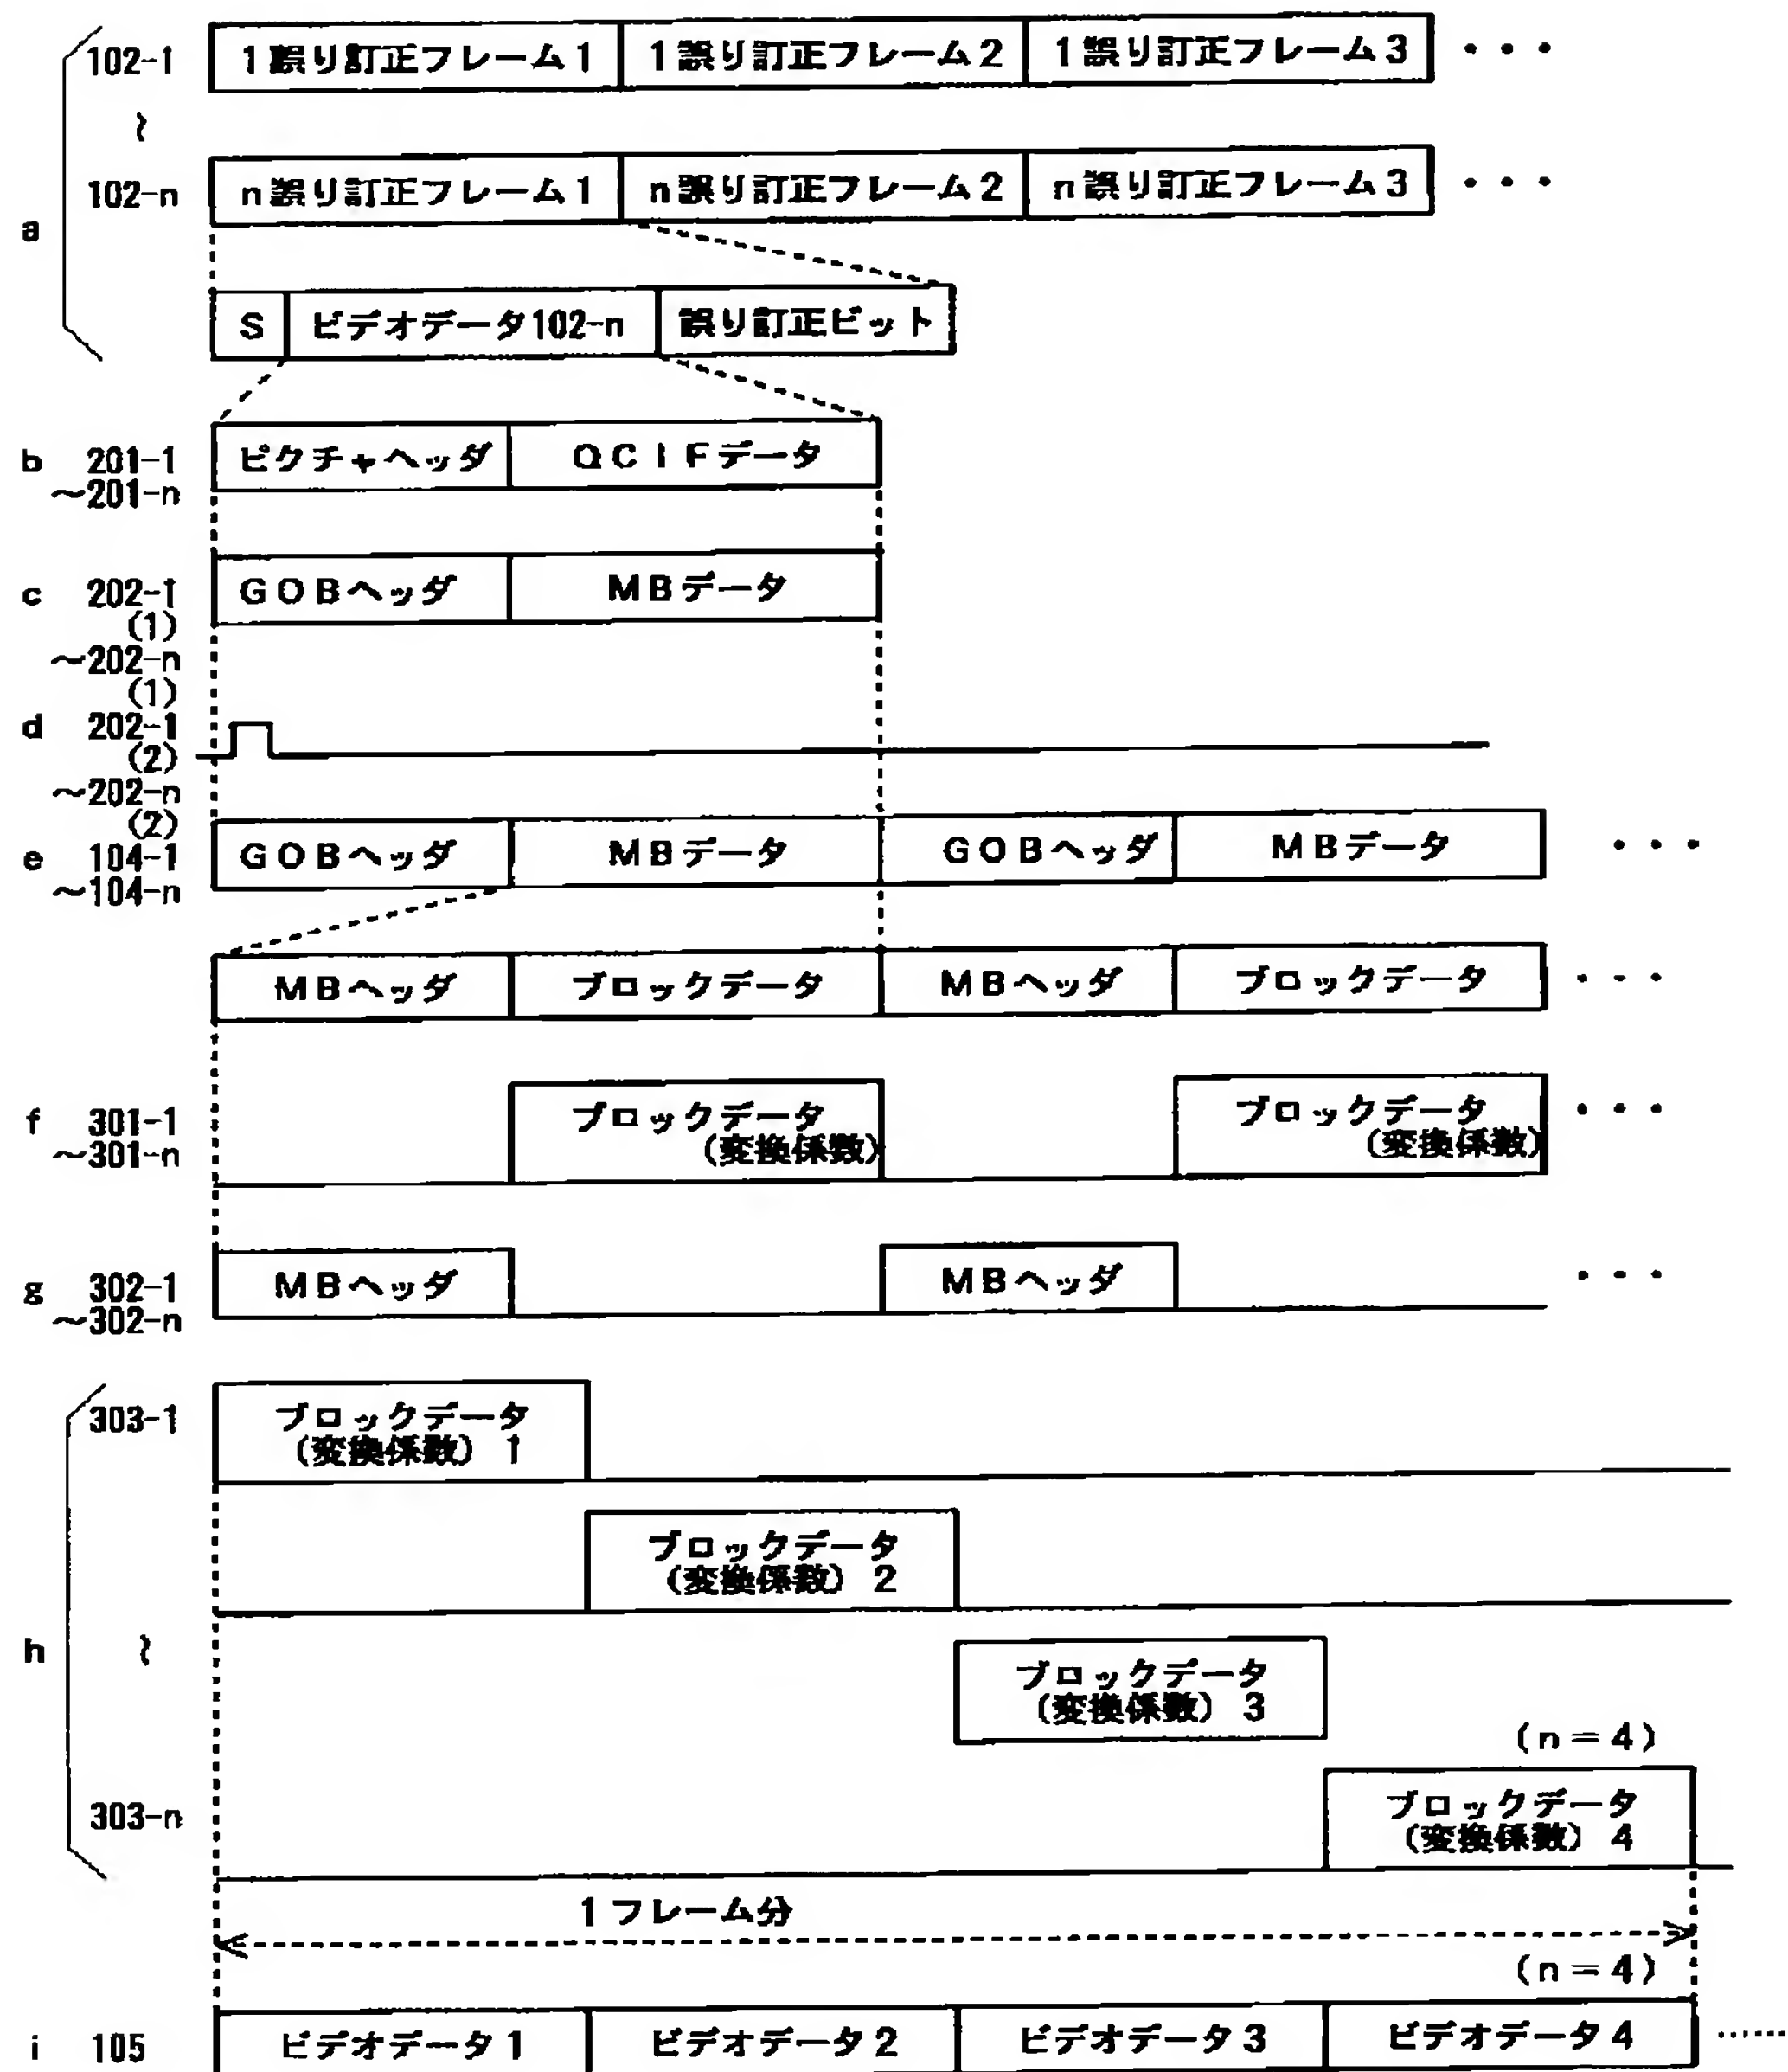 102-1 1誤り訂正フレーム1 1誤り訂正フレーム2 1誤り訂正フレーム3 ・・・
〜
102-n n誤り訂正フレーム1 n誤り訂正フレーム2 n誤り訂正フレーム3 ・・・
a
S ビデオデータ102-n 誤り訂正ビット
b 201-1 ピクチャヘッダ QCIFデータ
〜201-n
c 202-1 GOBヘッダ MBデータ
(1)
〜202-n
(1)
d 202-1
(2)
〜202-n
(2)
e 104-1 GOBヘッダ MBデータ GOBヘッダ MBデータ ・・・
〜104-n
MBヘッダ ブロックデータ MBヘッダ ブロックデータ ・・・
f 301-1 ブロックデータ ブロックデータ ・・・
〜301-n (変換係数) (変換係数)
g 302-1 MBヘッダ MBヘッダ ・・・
〜302-n
303-1 ブロックデータ
(変換係数) 1
ブロックデータ
(変換係数) 2
h 〜
ブロックデータ
(変換係数) 3
(n=4)
303-n ブロックデータ
(変換係数) 4
1フレーム分
(n=4)
i 105 ビデオデータ1 ビデオデータ2 ビデオデータ3 ビデオデータ4 ……